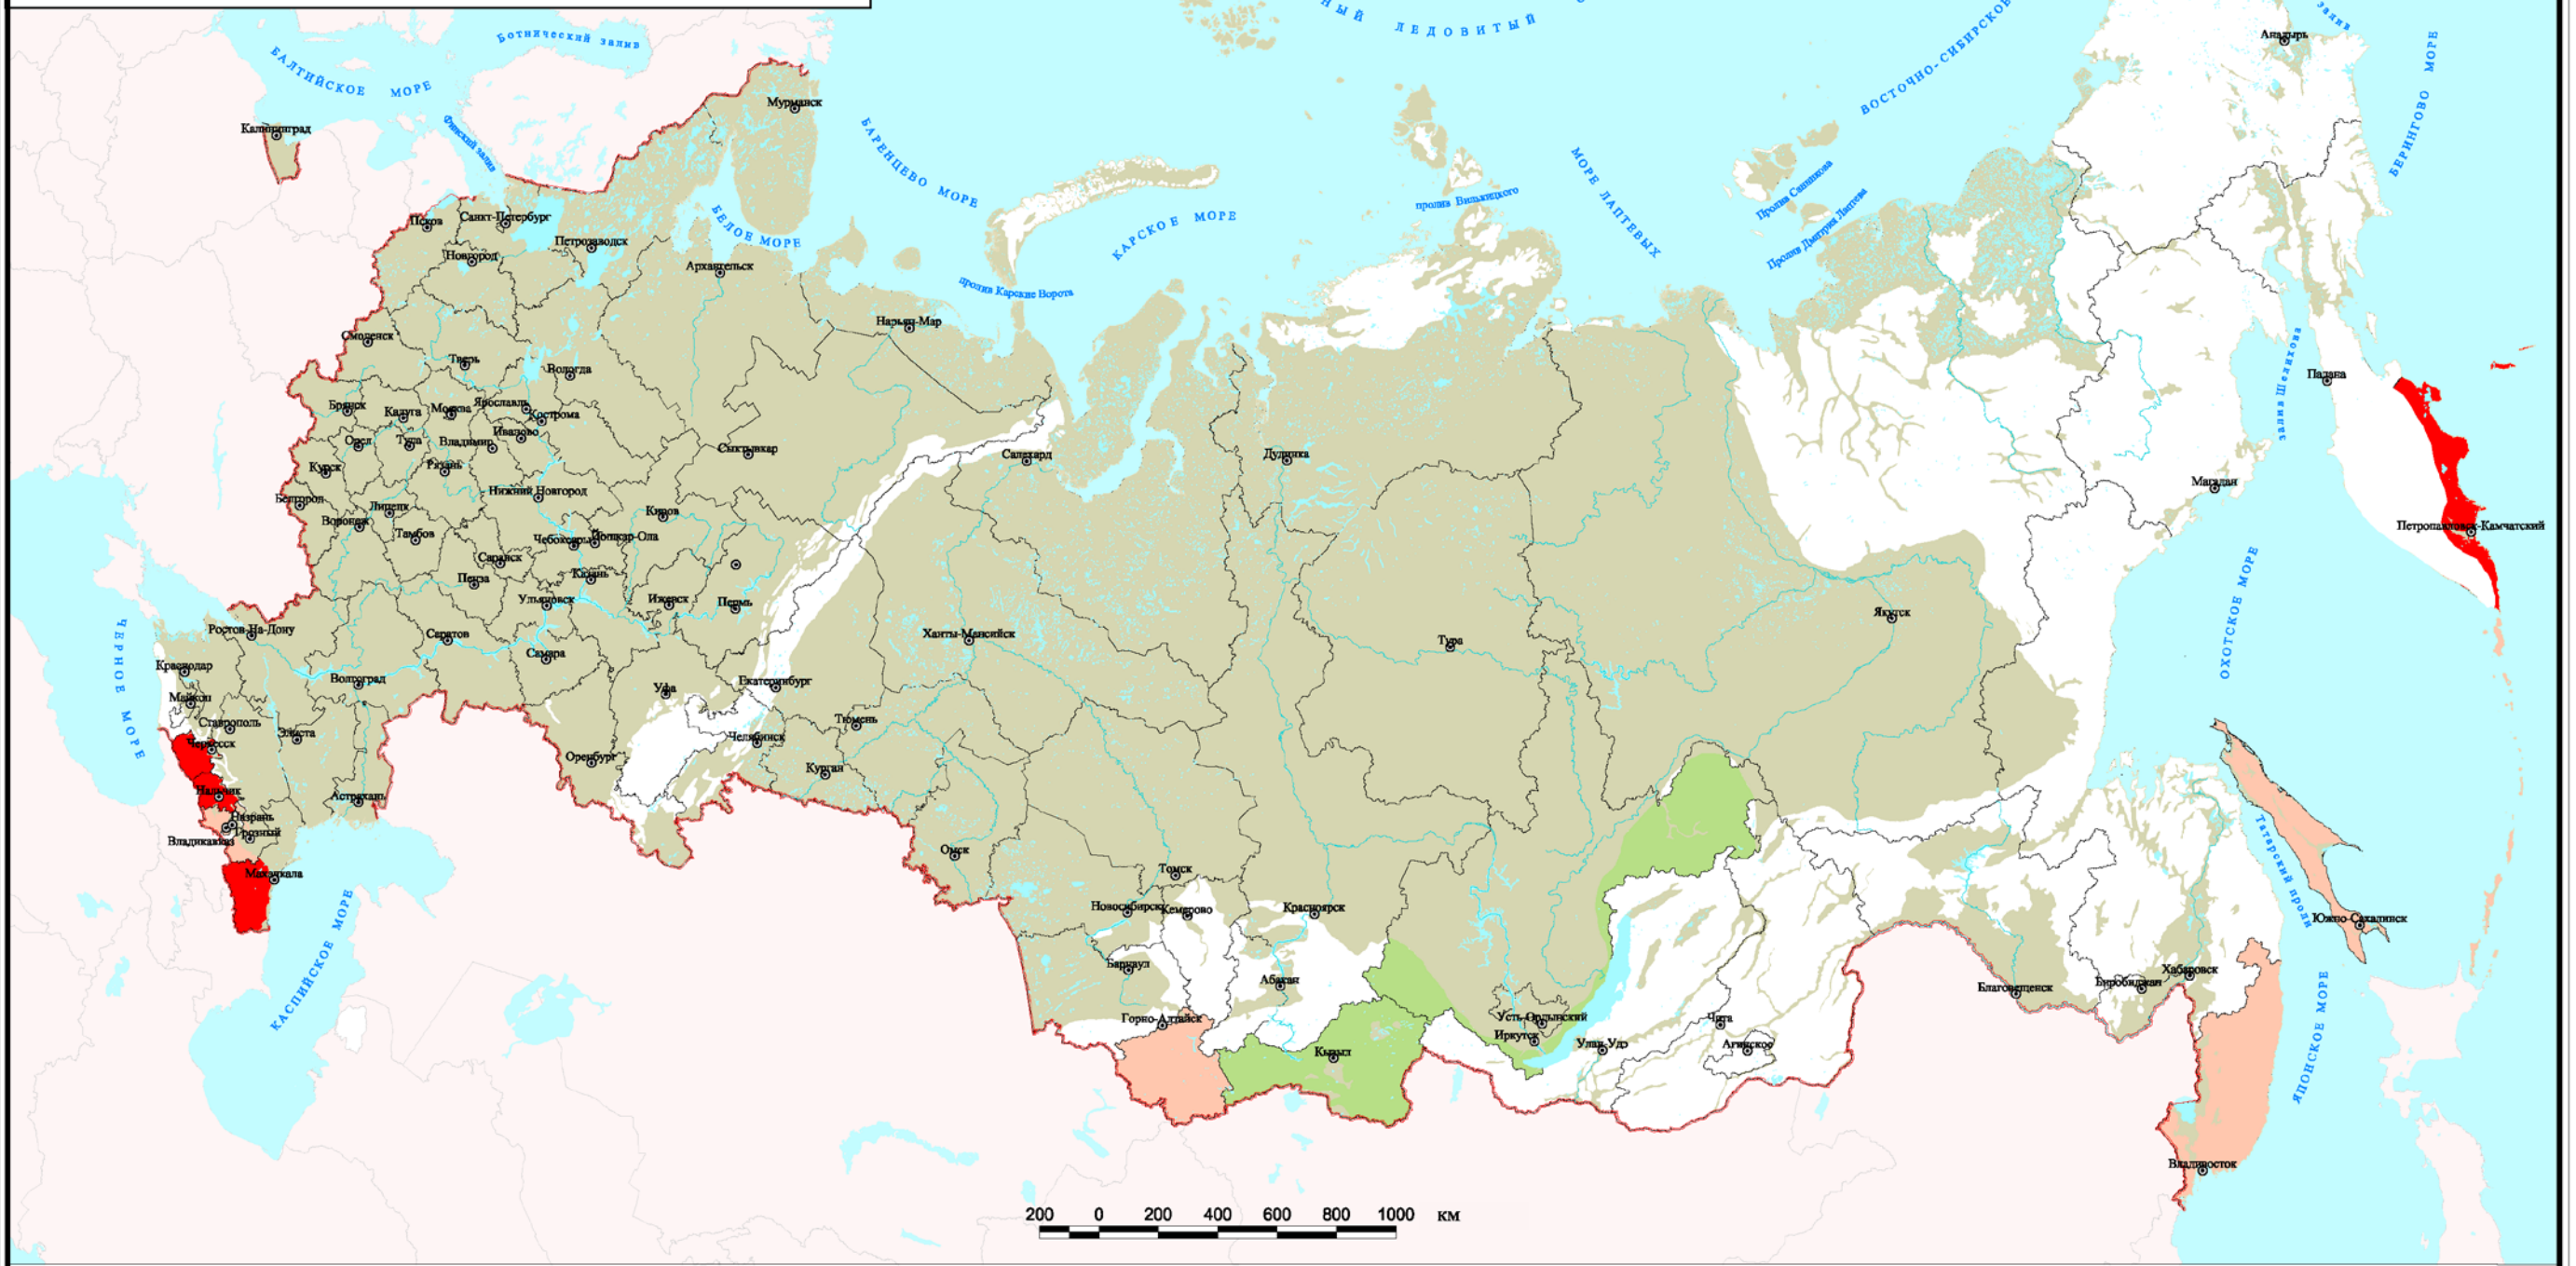 НЫЙ ЛЕДОВИТЫЙ
ВОСТОЧНО-СИБИРСКОЕ
залив
Анадырь
БЕРИНГОВО МОРЕ
Ботнический залив
БАЛТИЙСКОЕ МОРЕ
Мурманск
Калининград
Финский залив
БАРЕНЦЕВО МОРЕ
МОРЕ ЛАПТЕВЫХ
Пролив Санникова
пролив Вилькицкого
Пролив Дмитрия Лаптева
КАРСКОЕ МОРЕ
БЕЛОЕ МОРЕ
Псков
Санкт-Петербург
Петрозаводск
Новгород
Архангельск
пролив Карские Ворота
Нарьян-Мар
Смоленск
Тверь
Вологда
залив Шелихова
Палана
Брянск
Калуга
Москва
Ярославль
Кострома
Орел
Тула
Владимир
Иваново
Сыктывкар
Салехард
Дудинка
Курск
Рязань
Магадан
Белгород
Липецк
Нижний Новгород
Воронеж
Киров
Петропавловск-Камчатский
Тамбов
Чебоксары
Йошкар-Ола
Саранск
Пенза
Казань
ОХОТСКОЕ МОРЕ
Ульяновск
Ижевск
Пермь
Якутск
ЧЕРНОЕ МОРЕ
Ростов-На-Дону
Саратов
Ханты-Мансийск
Тура
Самара
Краснодар
Волгоград
Уфа
Екатеринбург
Майкоп
Ставрополь
Элиста
Тюмень
Челябинск
Черкесск
Оренбург
Курган
Нальчик
Астрахань
Назрань
Грозный
Владикавказ
Татарский проли
Омск
Махачкала
Томск
Новосибирск
Кемерово
Красноярск
Южно-Сахалинск
КАСПИЙСКОЕ МОРЕ
Барнаул
Абакан
Хабаровск
Биробиджан
Благовещенск
ЯПОНСКОЕ МОРЕ
Горно-Алтайск
Усть-Ордынский
Иркутск
Чита
Улан-Удэ
Агинское
Кызыл
Владивосток
200 0 200 400 600 800 1000 км